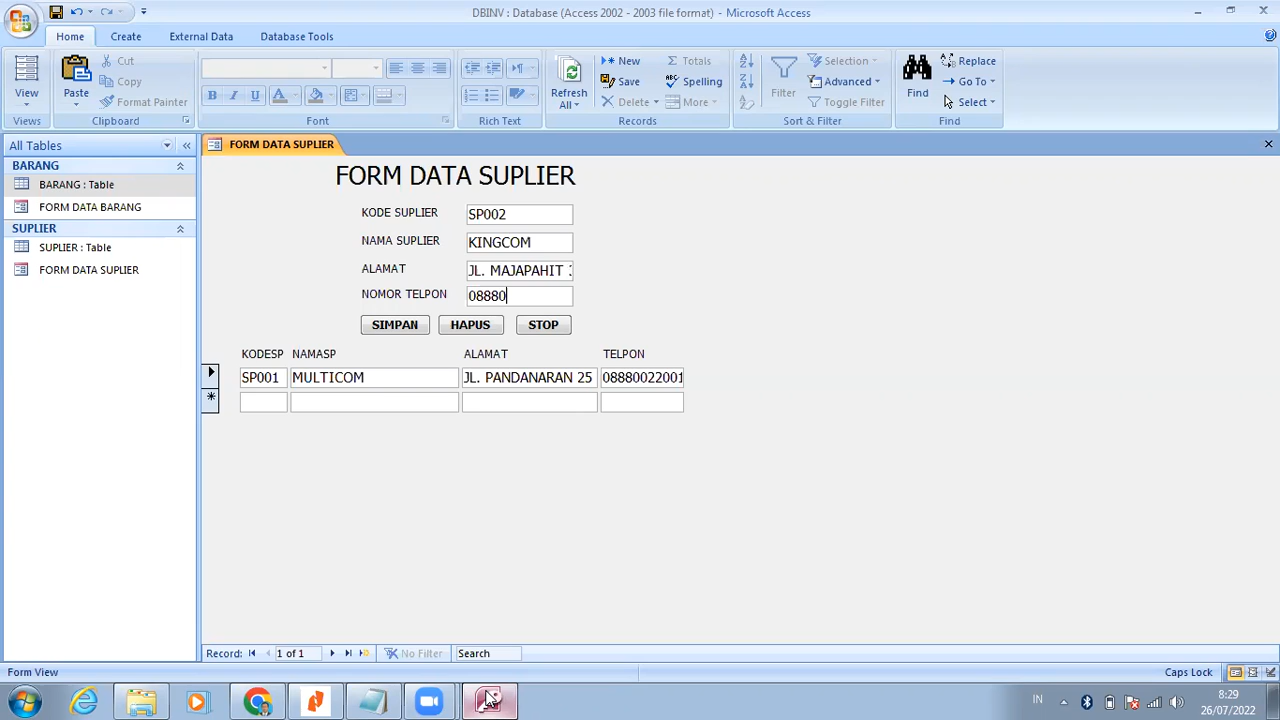 DBINV : Database (Access 2002 - 2003 file format) - Microsoft Access
Home Create External Data Database Tools
View
Views
Paste
Cut
Copy
Format Painter
Clipboard
B I U A
Font
Rich Text
Refresh All
New
Save
Delete
Totals
Spelling
More
Records
Filter
Selection
Advanced
Toggle Filter
Sort & Filter
Find
Replace
Go To
Select
Find
All Tables
BARANG
BARANG : Table
FORM DATA BARANG
SUPLIER
SUPLIER : Table
FORM DATA SUPLIER
FORM DATA SUPLIER
FORM DATA SUPLIER
KODE SUPLIER SP002
NAMA SUPLIER KINGCOM
ALAMAT JL. MAJAPAHIT
NOMOR TELPON 08880
SIMPAN HAPUS STOP
KODESP NAMASP ALAMAT TELPON
SP001 MULTICOM JL. PANDANARAN 25 08880022001
Record: 1 of 1 No Filter Search
Form View Caps Lock
IN 8:29
26/07/2022